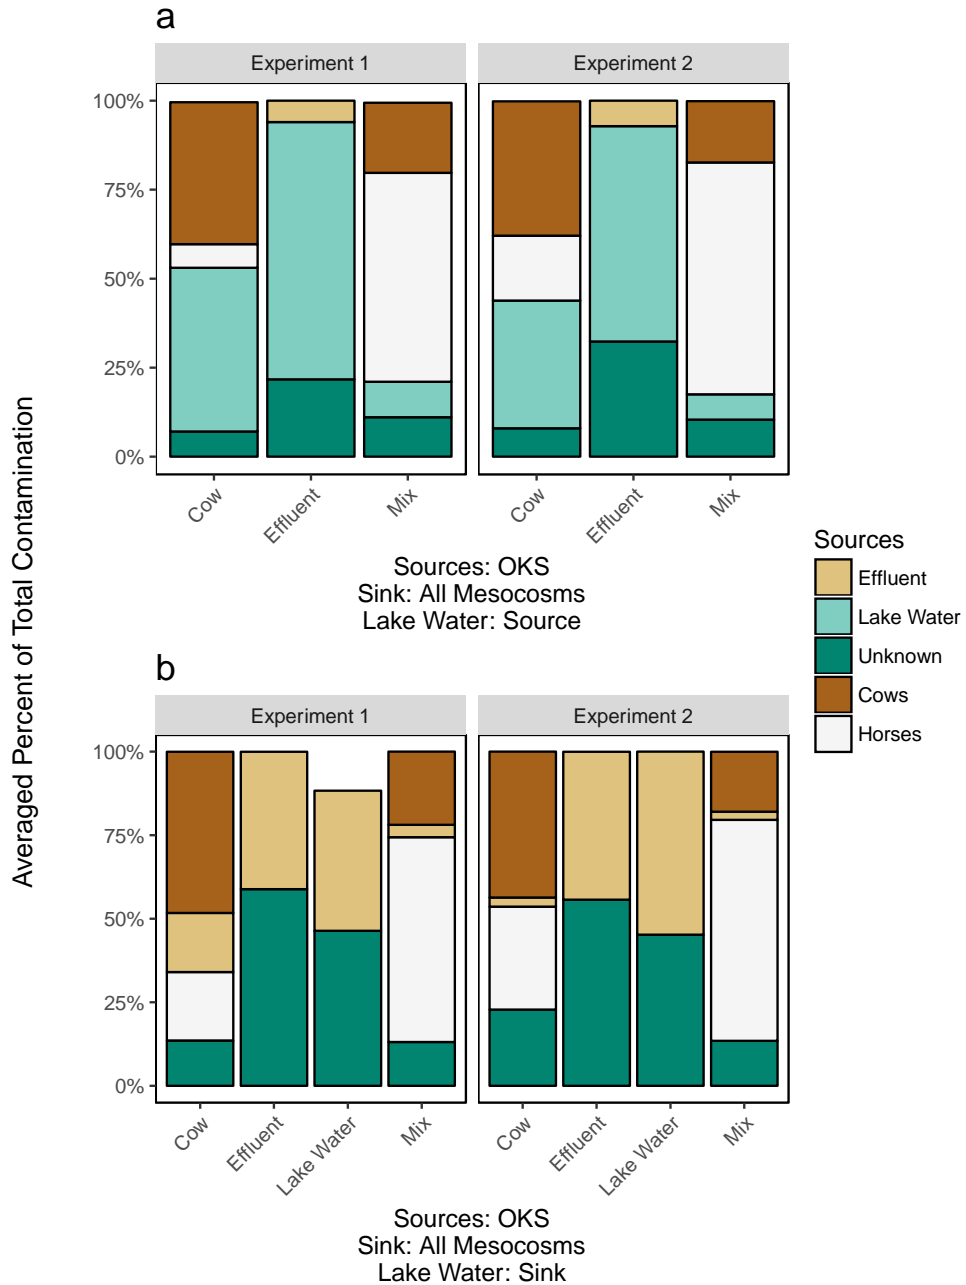 a
Experiment 1
Experiment 2
Averaged Percent of Total Contamination
100%
75%
50%
25%
0%
Cow
Effluent
Mix
Cow
Effluent
Mix
Sources: OKS
Sink: All Mesocosms
Lake Water: Source
Sources
Effluent
Lake Water
Unknown
Cows
Horses
b
Experiment 1
Experiment 2
100%
75%
50%
25%
0%
Cow
Effluent
Lake Water
Mix
Cow
Effluent
Lake Water
Mix
Sources: OKS
Sink: All Mesocosms
Lake Water: Sink